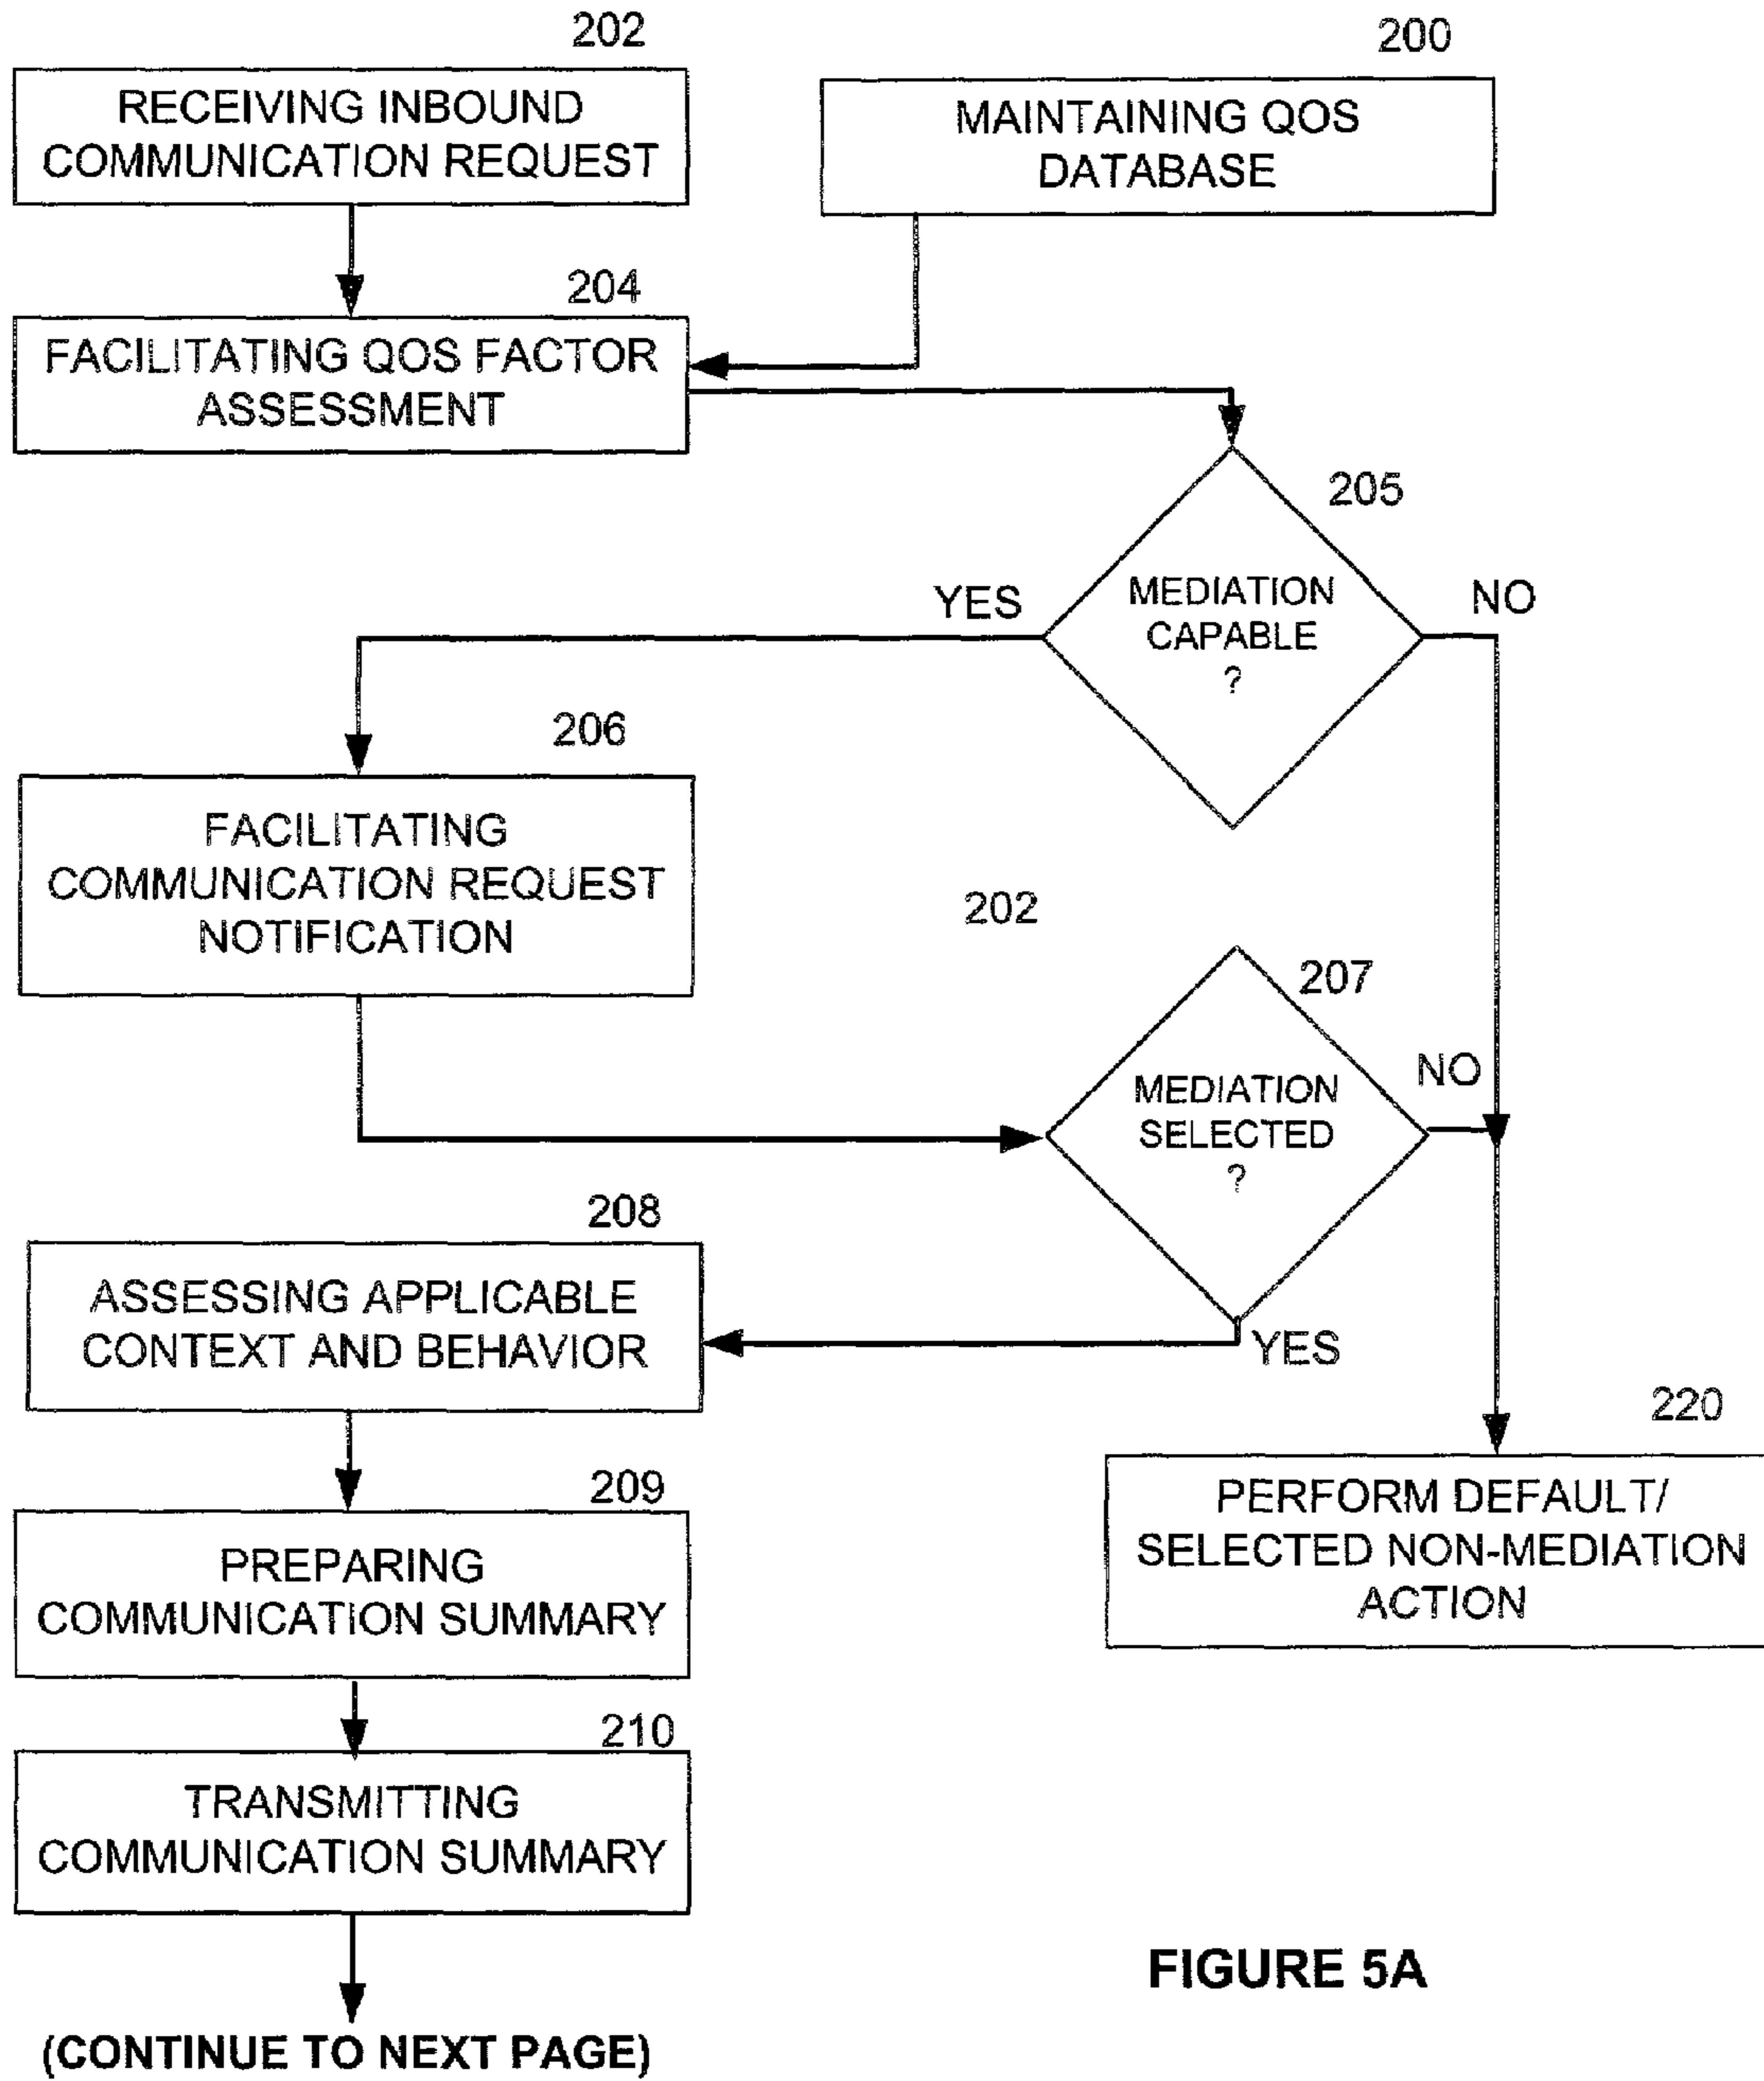 202
RECEIVING INBOUND
COMMUNICATION REQUEST
200
MAINTAINING QOS
DATABASE
204
FACILITATING QOS FACTOR
ASSESSMENT
205
MEDIATION
CAPABLE
?
YES
NO
206
FACILITATING
COMMUNICATION REQUEST
NOTIFICATION
202
207
MEDIATION
SELECTED
?
NO
YES
208
ASSESSING APPLICABLE
CONTEXT AND BEHAVIOR
220
PERFORM DEFAULT/
SELECTED NON-MEDIATION
ACTION
209
PREPARING
COMMUNICATION SUMMARY
210
TRANSMITTING
COMMUNICATION SUMMARY
(CONTINUE TO NEXT PAGE)
FIGURE 5A